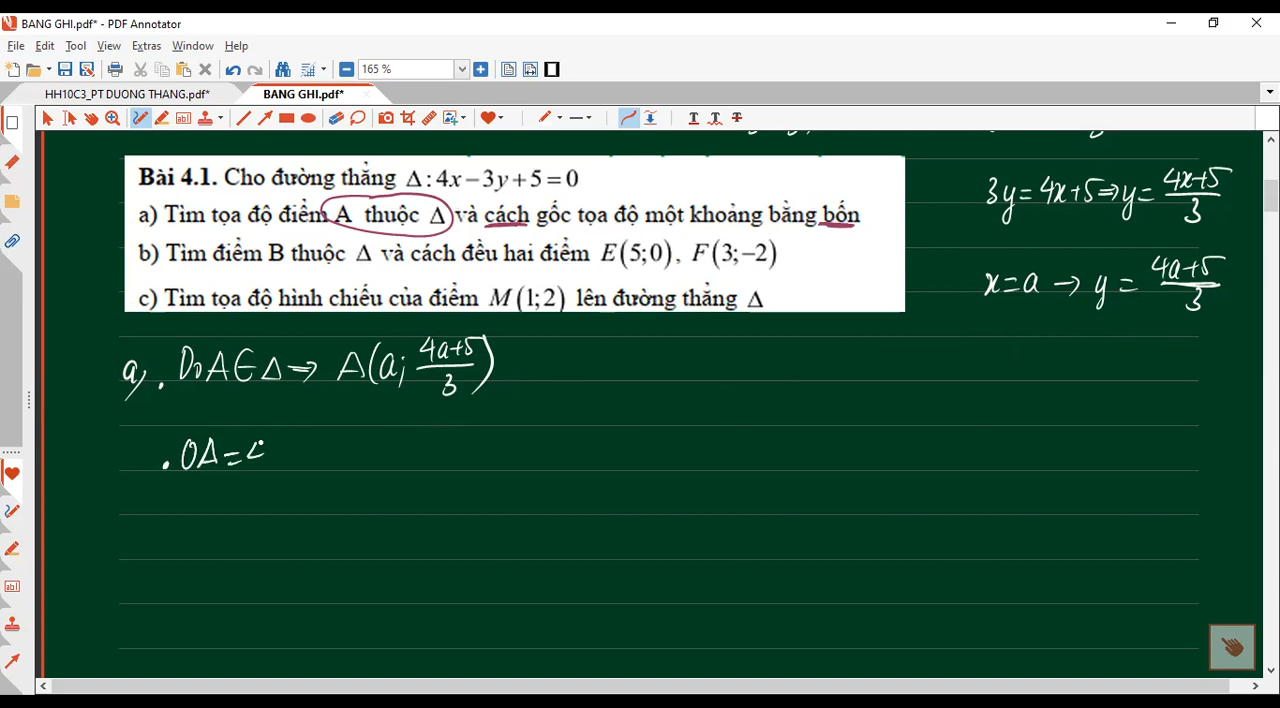 BANG GHI.pdf* - PDF Annotator
File Edit Tool View Extras Window Help
165 %
HH10C3_PT DUONG THANG.pdf* BANG GHI.pdf*
Bài 4.1. Cho đường thẳng Δ : 4x − 3y + 5 = 0
a) Tìm tọa độ điểm A thuộc Δ và cách gốc tọa độ một khoảng bằng bốn
b) Tìm điểm B thuộc Δ và cách đều hai điểm E(5;0), F(3;−2)
c) Tìm tọa độ hình chiếu của điểm M(1;2) lên đường thẳng Δ
3y = 4x+5 ⇒ y = (4x+5)/3
x = a → y = (4a+5)/3
a, . Do A ∈ Δ ⇒ A(a; (4a+5)/3)
. OA =